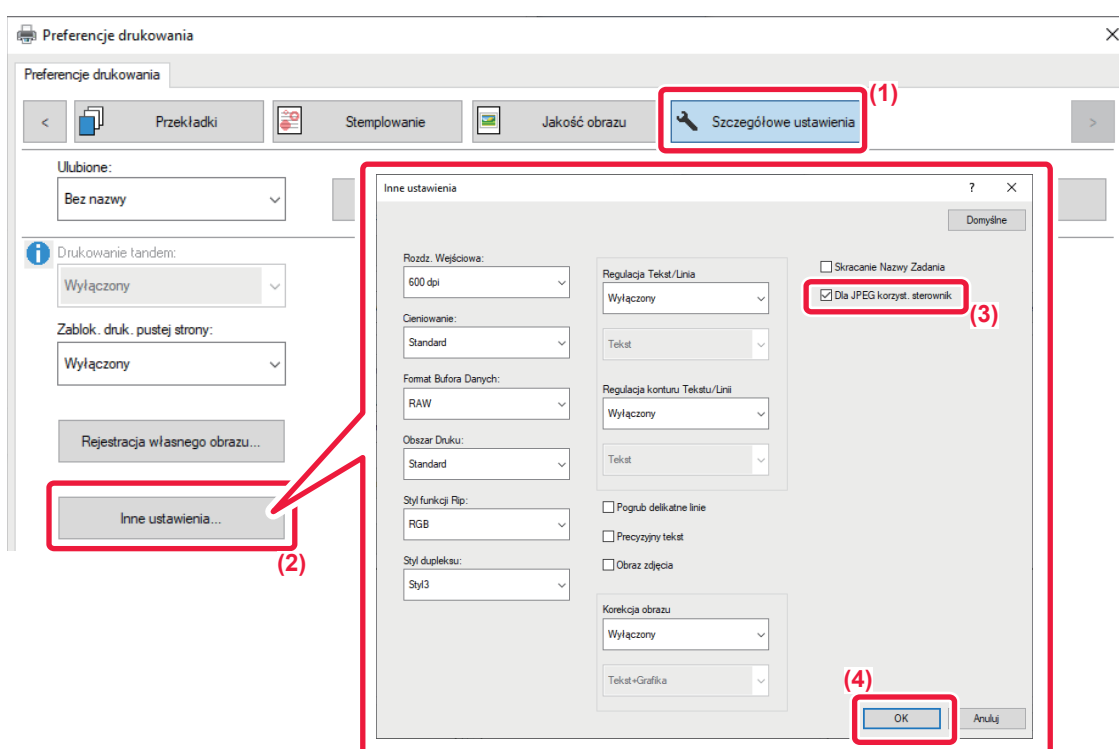 Preferencje drukowania
Preferencje drukowania
(1)
<
Przekładki
Stemplowanie
Jakość obrazu
Szczegółowe ustawienia
>
Ulubione:
Bez nazwy
Drukowanie tandem:
Wyłączony
Zablok. druk. pustej strony:
Wyłączony
Rejestracja własnego obrazu...
Inne ustawienia...
(2)
Inne ustawienia
?
Domyślne
Rozdz. Wejściowa:
600 dpi
Cieniowanie:
Standard
Format Bufora Danych:
RAW
Obszar Druku:
Standard
Styl funkcji Rip:
RGB
Styl dupleksu:
Styl3
Regulacja Tekst/Linia
Wyłączony
Tekst
Regulacja konturu Tekstu/Linii
Wyłączony
Tekst
Pogrub delikatne linie
Precyzyjny tekst
Obraz zdjęcia
Korekcja obrazu
Wyłączony
Tekst+Grafika
Skracanie Nazwy Zadania
Dla JPEG korzyst. sterownik
(3)
(4)
OK
Anuluj